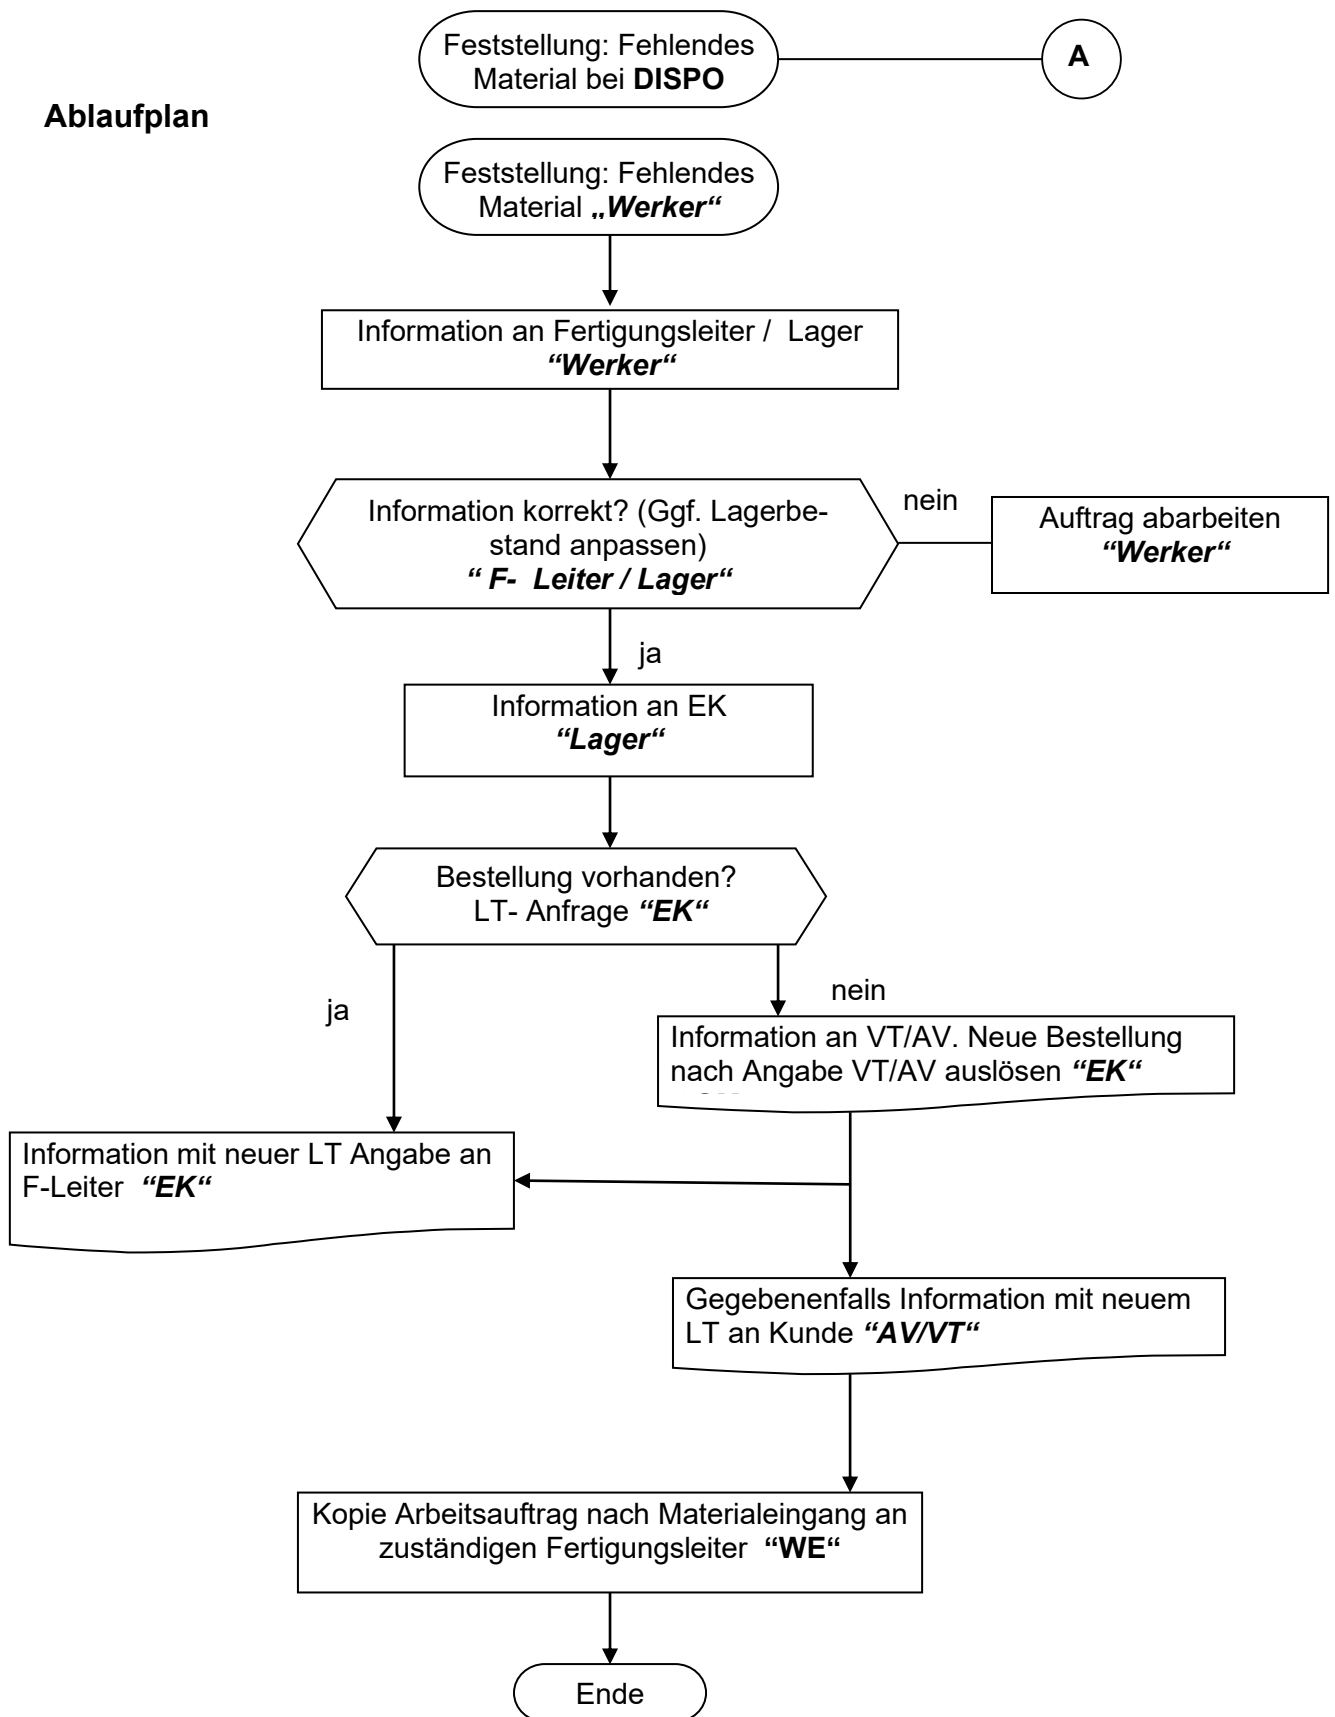 Feststellung: Fehlendes
Material bei DISPO
A
Ablaufplan
Feststellung: Fehlendes
Material „Werker“
Information an Fertigungsleiter / Lager
“Werker“
Information korrekt? (Ggf. Lagerbe-
stand anpassen)
“ F- Leiter / Lager“
nein
Auftrag abarbeiten
“Werker“
ja
Information an EK
“Lager“
Bestellung vorhanden?
LT- Anfrage “EK“
ja
nein
Information an VT/AV. Neue Bestellung
nach Angabe VT/AV auslösen “EK“
Information mit neuer LT Angabe an
F-Leiter “EK“
Gegebenenfalls Information mit neuem
LT an Kunde “AV/VT“
Kopie Arbeitsauftrag nach Materialeingang an
zuständigen Fertigungsleiter “WE“
Ende